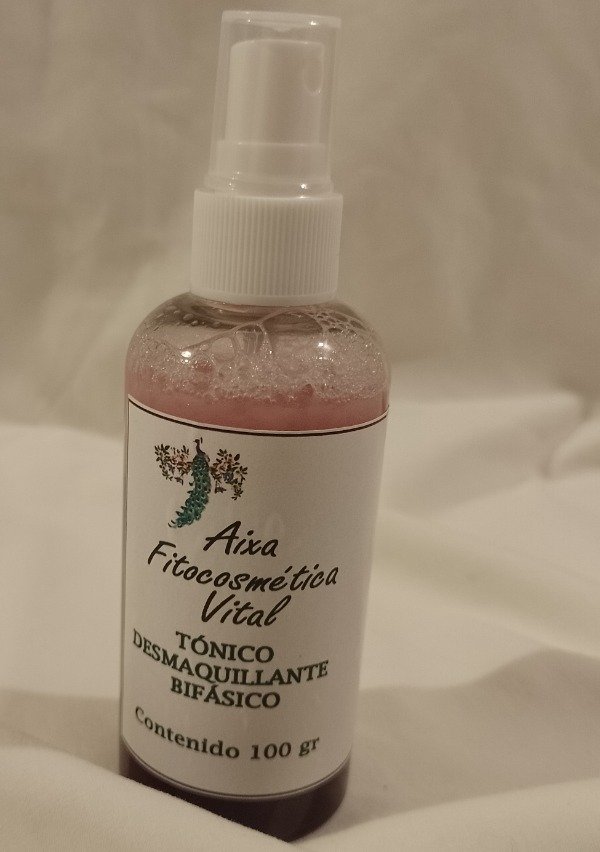 Aixa
Fitocosmética
Vital
TÓNICO
DESMAQUILLANTE
BIFÁSICO
Contenido 100 gr